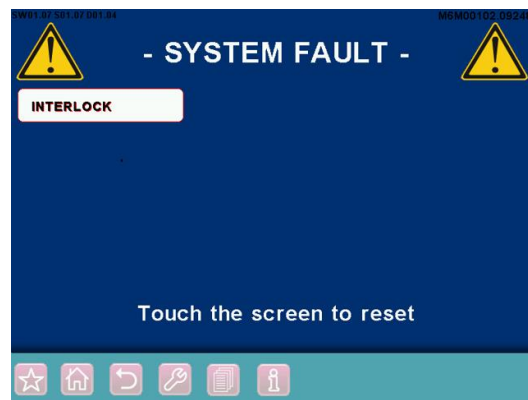 SW01.07 S01.07 D01.04
M6M00102.0924
- SYSTEM FAULT -
INTERLOCK
Touch the screen to reset